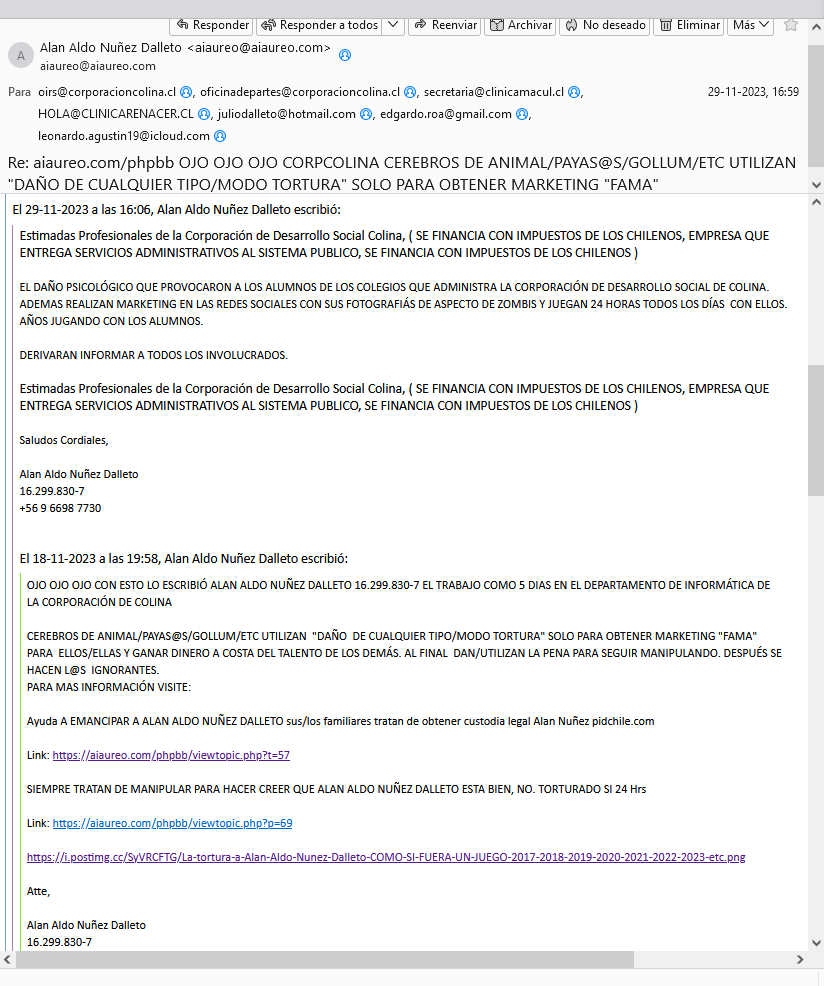 Responder Responder a todos Reenviar Archivar No deseado Eliminar Más
A Alan Aldo Nuñez Dalleto <aiaureo@aiaureo.com>
aiaureo@aiaureo.com
Para oirs@corporacioncolina.cl, oficinadepartes@corporacioncolina.cl, secretaria@clinicamacul.cl, 29-11-2023, 16:59
HOLA@CLINICARENACER.CL, juliodalleto@hotmail.com, edgardo.roa@gmail.com,
leonardo.agustin19@icloud.com
Re: aiaureo.com/phpbb OJO OJO OJO CORPCOLINA CEREBROS DE ANIMAL/PAYAS@S/GOLLUM/ETC UTILIZAN
"DAÑO DE CUALQUIER TIPO/MODO TORTURA" SOLO PARA OBTENER MARKETING "FAMA"
El 29-11-2023 a las 16:06, Alan Aldo Nuñez Dalleto escribió:
Estimadas Profesionales de la Corporación de Desarrollo Social Colina, ( SE FINANCIA CON IMPUESTOS DE LOS CHILENOS, EMPRESA QUE
ENTREGA SERVICIOS ADMINISTRATIVOS AL SISTEMA PUBLICO, SE FINANCIA CON IMPUESTOS DE LOS CHILENOS )
EL DAÑO PSICOLÓGICO QUE PROVOCARON A LOS ALUMNOS DE LOS COLEGIOS QUE ADMINISTRA LA CORPORACIÓN DE DESARROLLO SOCIAL DE COLINA.
ADEMAS REALIZAN MARKETING EN LAS REDES SOCIALES CON SUS FOTOGRAFIÁS DE ASPECTO DE ZOMBIS Y JUEGAN 24 HORAS TODOS LOS DÍAS CON ELLOS.
AÑOS JUGANDO CON LOS ALUMNOS.
DERIVARAN INFORMAR A TODOS LOS INVOLUCRADOS.
Estimadas Profesionales de la Corporación de Desarrollo Social Colina, ( SE FINANCIA CON IMPUESTOS DE LOS CHILENOS, EMPRESA QUE
ENTREGA SERVICIOS ADMINISTRATIVOS AL SISTEMA PUBLICO, SE FINANCIA CON IMPUESTOS DE LOS CHILENOS )
Saludos Cordiales,
Alan Aldo Nuñez Dalleto
16.299.830-7
+56 9 6698 7730
El 18-11-2023 a las 19:58, Alan Aldo Nuñez Dalleto escribió:
OJO OJO OJO CON ESTO LO ESCRIBIÓ ALAN ALDO NUÑEZ DALLETO 16.299.830-7 EL TRABAJO COMO 5 DIAS EN EL DEPARTAMENTO DE INFORMÁTICA DE
LA CORPORACIÓN DE COLINA
CEREBROS DE ANIMAL/PAYAS@S/GOLLUM/ETC UTILIZAN "DAÑO DE CUALQUIER TIPO/MODO TORTURA" SOLO PARA OBTENER MARKETING "FAMA"
PARA ELLOS/ELLAS Y GANAR DINERO A COSTA DEL TALENTO DE LOS DEMÁS. AL FINAL DAN/UTILIZAN LA PENA PARA SEGUIR MANIPULANDO. DESPUÉS SE
HACEN L@S IGNORANTES.
PARA MAS INFORMACIÓN VISITE:
Ayuda A EMANCIPAR A ALAN ALDO NUÑEZ DALLETO sus/los familiares tratan de obtener custodia legal Alan Nuñez pidchile.com
Link: https://aiaureo.com/phpbb/viewtopic.php?t=57
SIEMPRE TRATAN DE MANIPULAR PARA HACER CREER QUE ALAN ALDO NUÑEZ DALLETO ESTA BIEN, NO. TORTURADO SI 24 Hrs
Link: https://aiaureo.com/phpbb/viewtopic.php?p=69
https://i.postimg.cc/SyVRCFTG/La-tortura-a-Alan-Aldo-Nunez-Dalleto-COMO-SI-FUERA-UN-JUEGO-2017-2018-2019-2020-2021-2022-2023-etc.png
Atte,
Alan Aldo Nuñez Dalleto
16.299.830-7